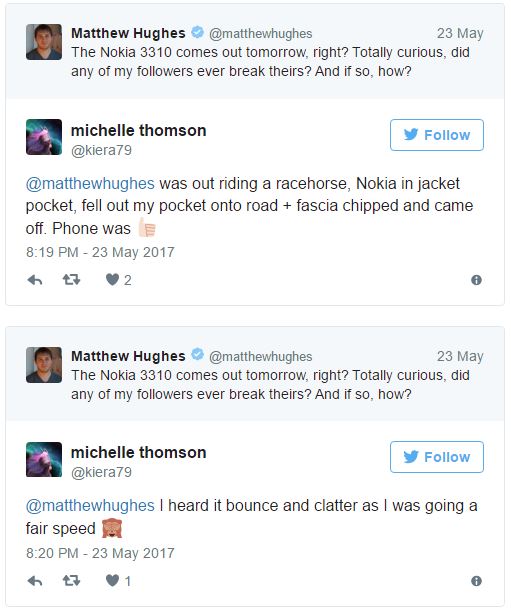 Matthew Hughes @matthewhughes 23 May
The Nokia 3310 comes out tomorrow, right? Totally curious, did
any of my followers ever break theirs? And if so, how?
michelle thomson
@kiera79
Follow
@matthewhughes was out riding a racehorse, Nokia in jacket
pocket, fell out my pocket onto road + fascia chipped and came
off. Phone was 👍🏻
8:19 PM - 23 May 2017
2
Matthew Hughes @matthewhughes 23 May
The Nokia 3310 comes out tomorrow, right? Totally curious, did
any of my followers ever break theirs? And if so, how?
michelle thomson
@kiera79
Follow
@matthewhughes I heard it bounce and clatter as I was going a
fair speed 🙈
8:20 PM - 23 May 2017
1